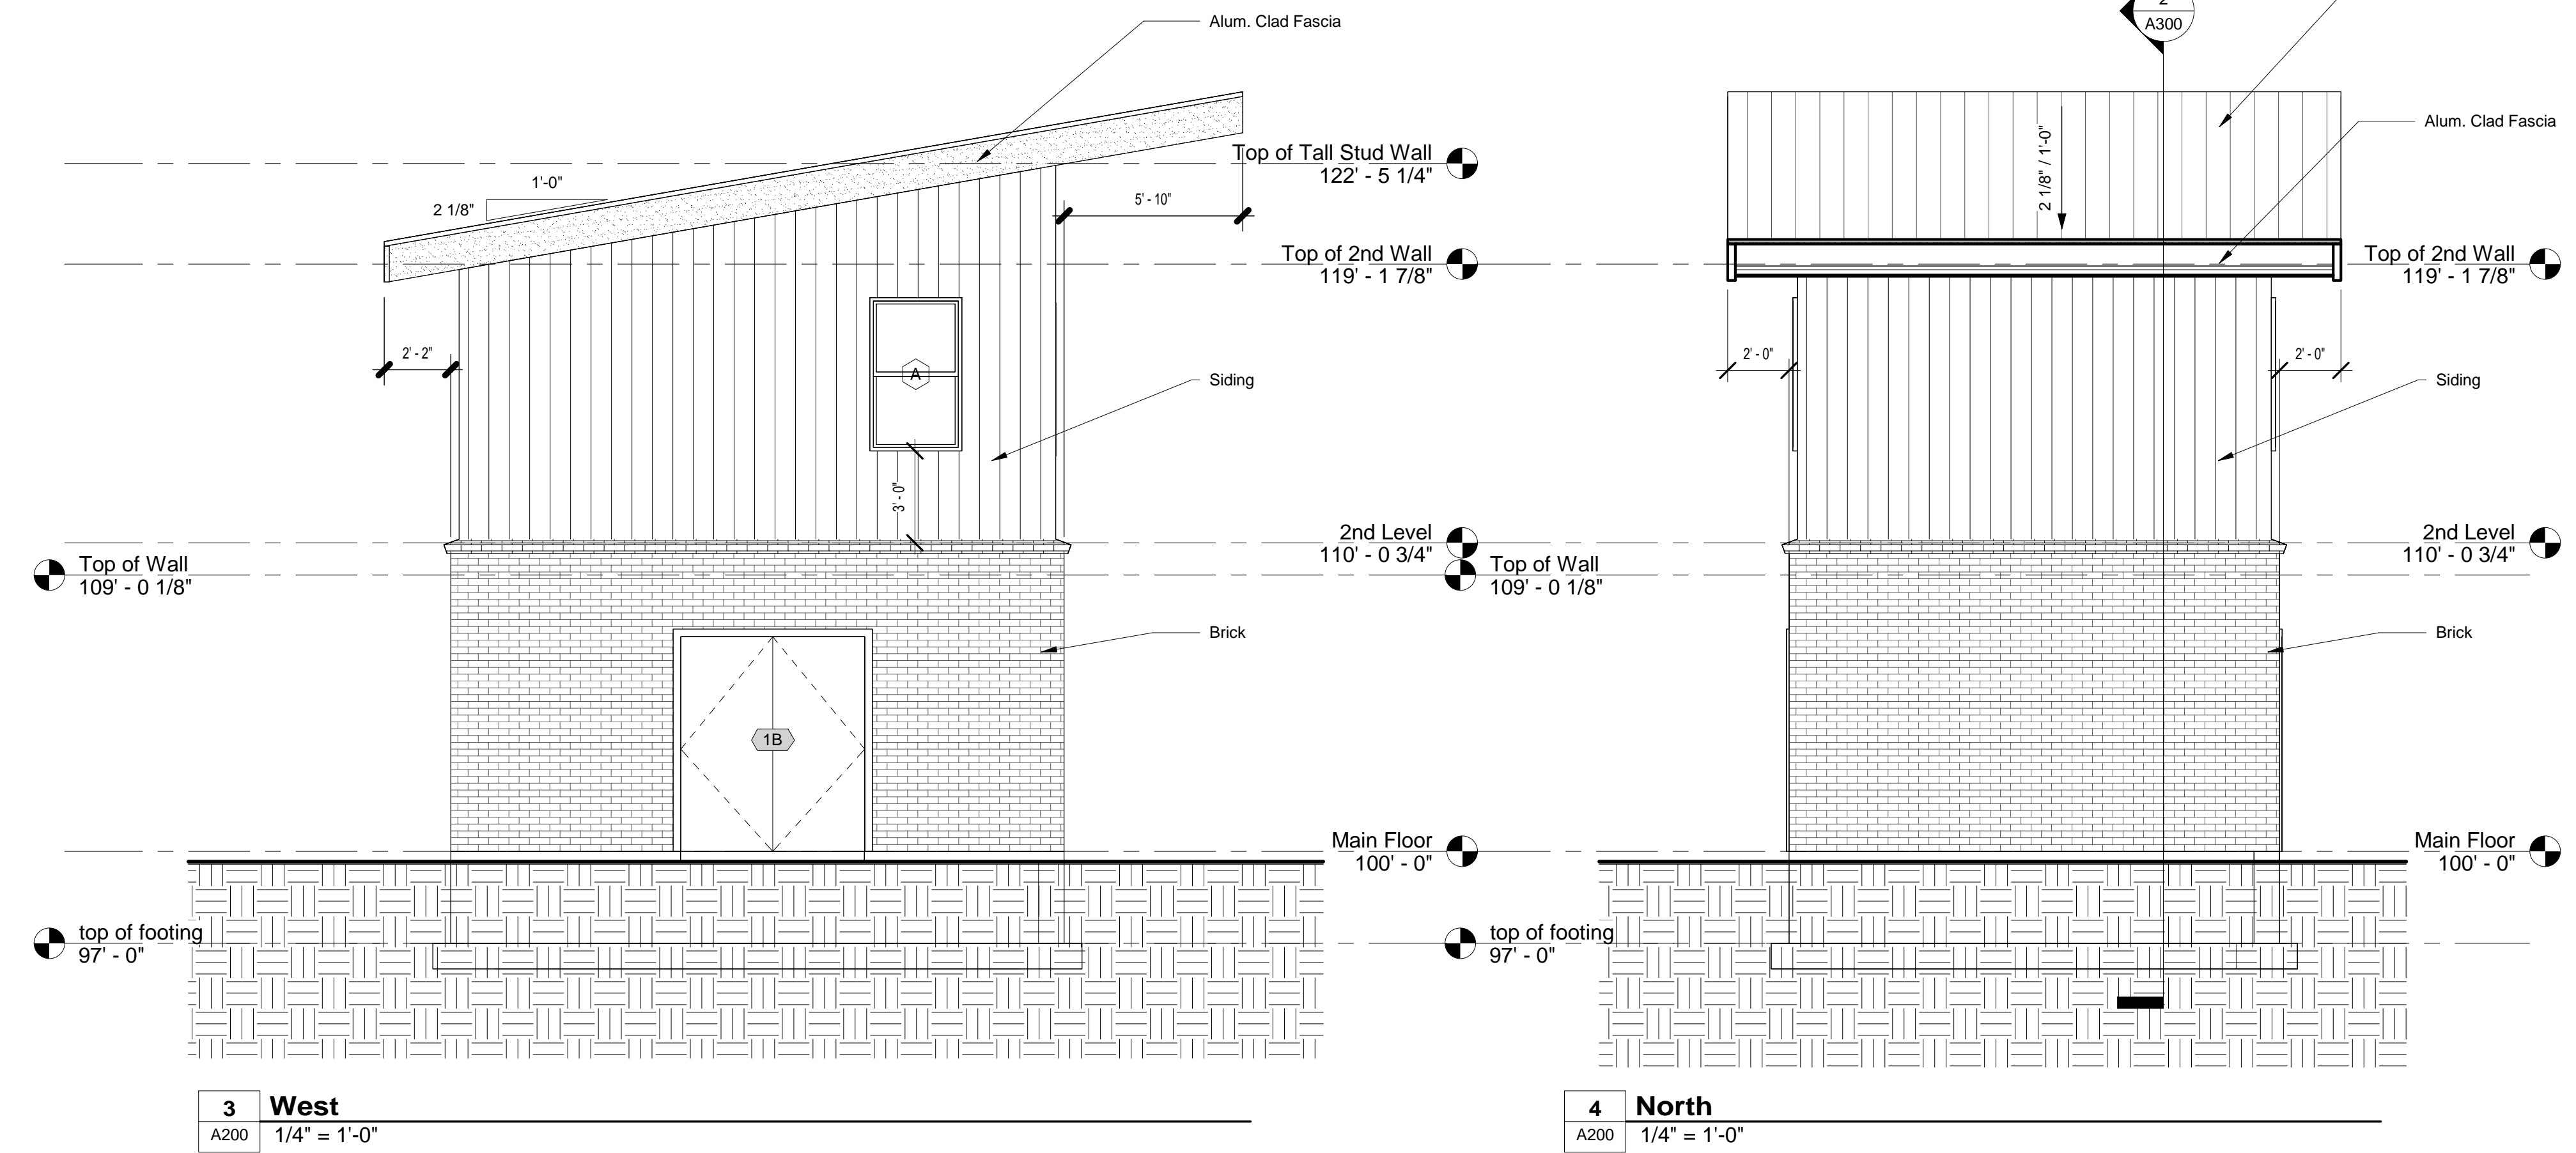 Alum. Clad Fascia
1'-0"
2 1/8"
Top of Tall Stud Wall
122' - 5 1/4"
5' - 10"
Top of 2nd Wall
119' - 1 7/8"
2' - 2"
A
Siding
3' - 0"
2nd Level
110' - 0 3/4"
Top of Wall
109' - 0 1/8"
Brick
1B
Main Floor
100' - 0"
top of footing
97' - 0"
3
West
A200
1/4" = 1'-0"
2
A300
Alum. Clad Fascia
2 1/8" / 1'-0"
Top of 2nd Wall
119' - 1 7/8"
2' - 0"
2' - 0"
Siding
2nd Level
110' - 0 3/4"
Top of Wall
109' - 0 1/8"
Brick
Main Floor
100' - 0"
top of footing
97' - 0"
4
North
A200
1/4" = 1'-0"